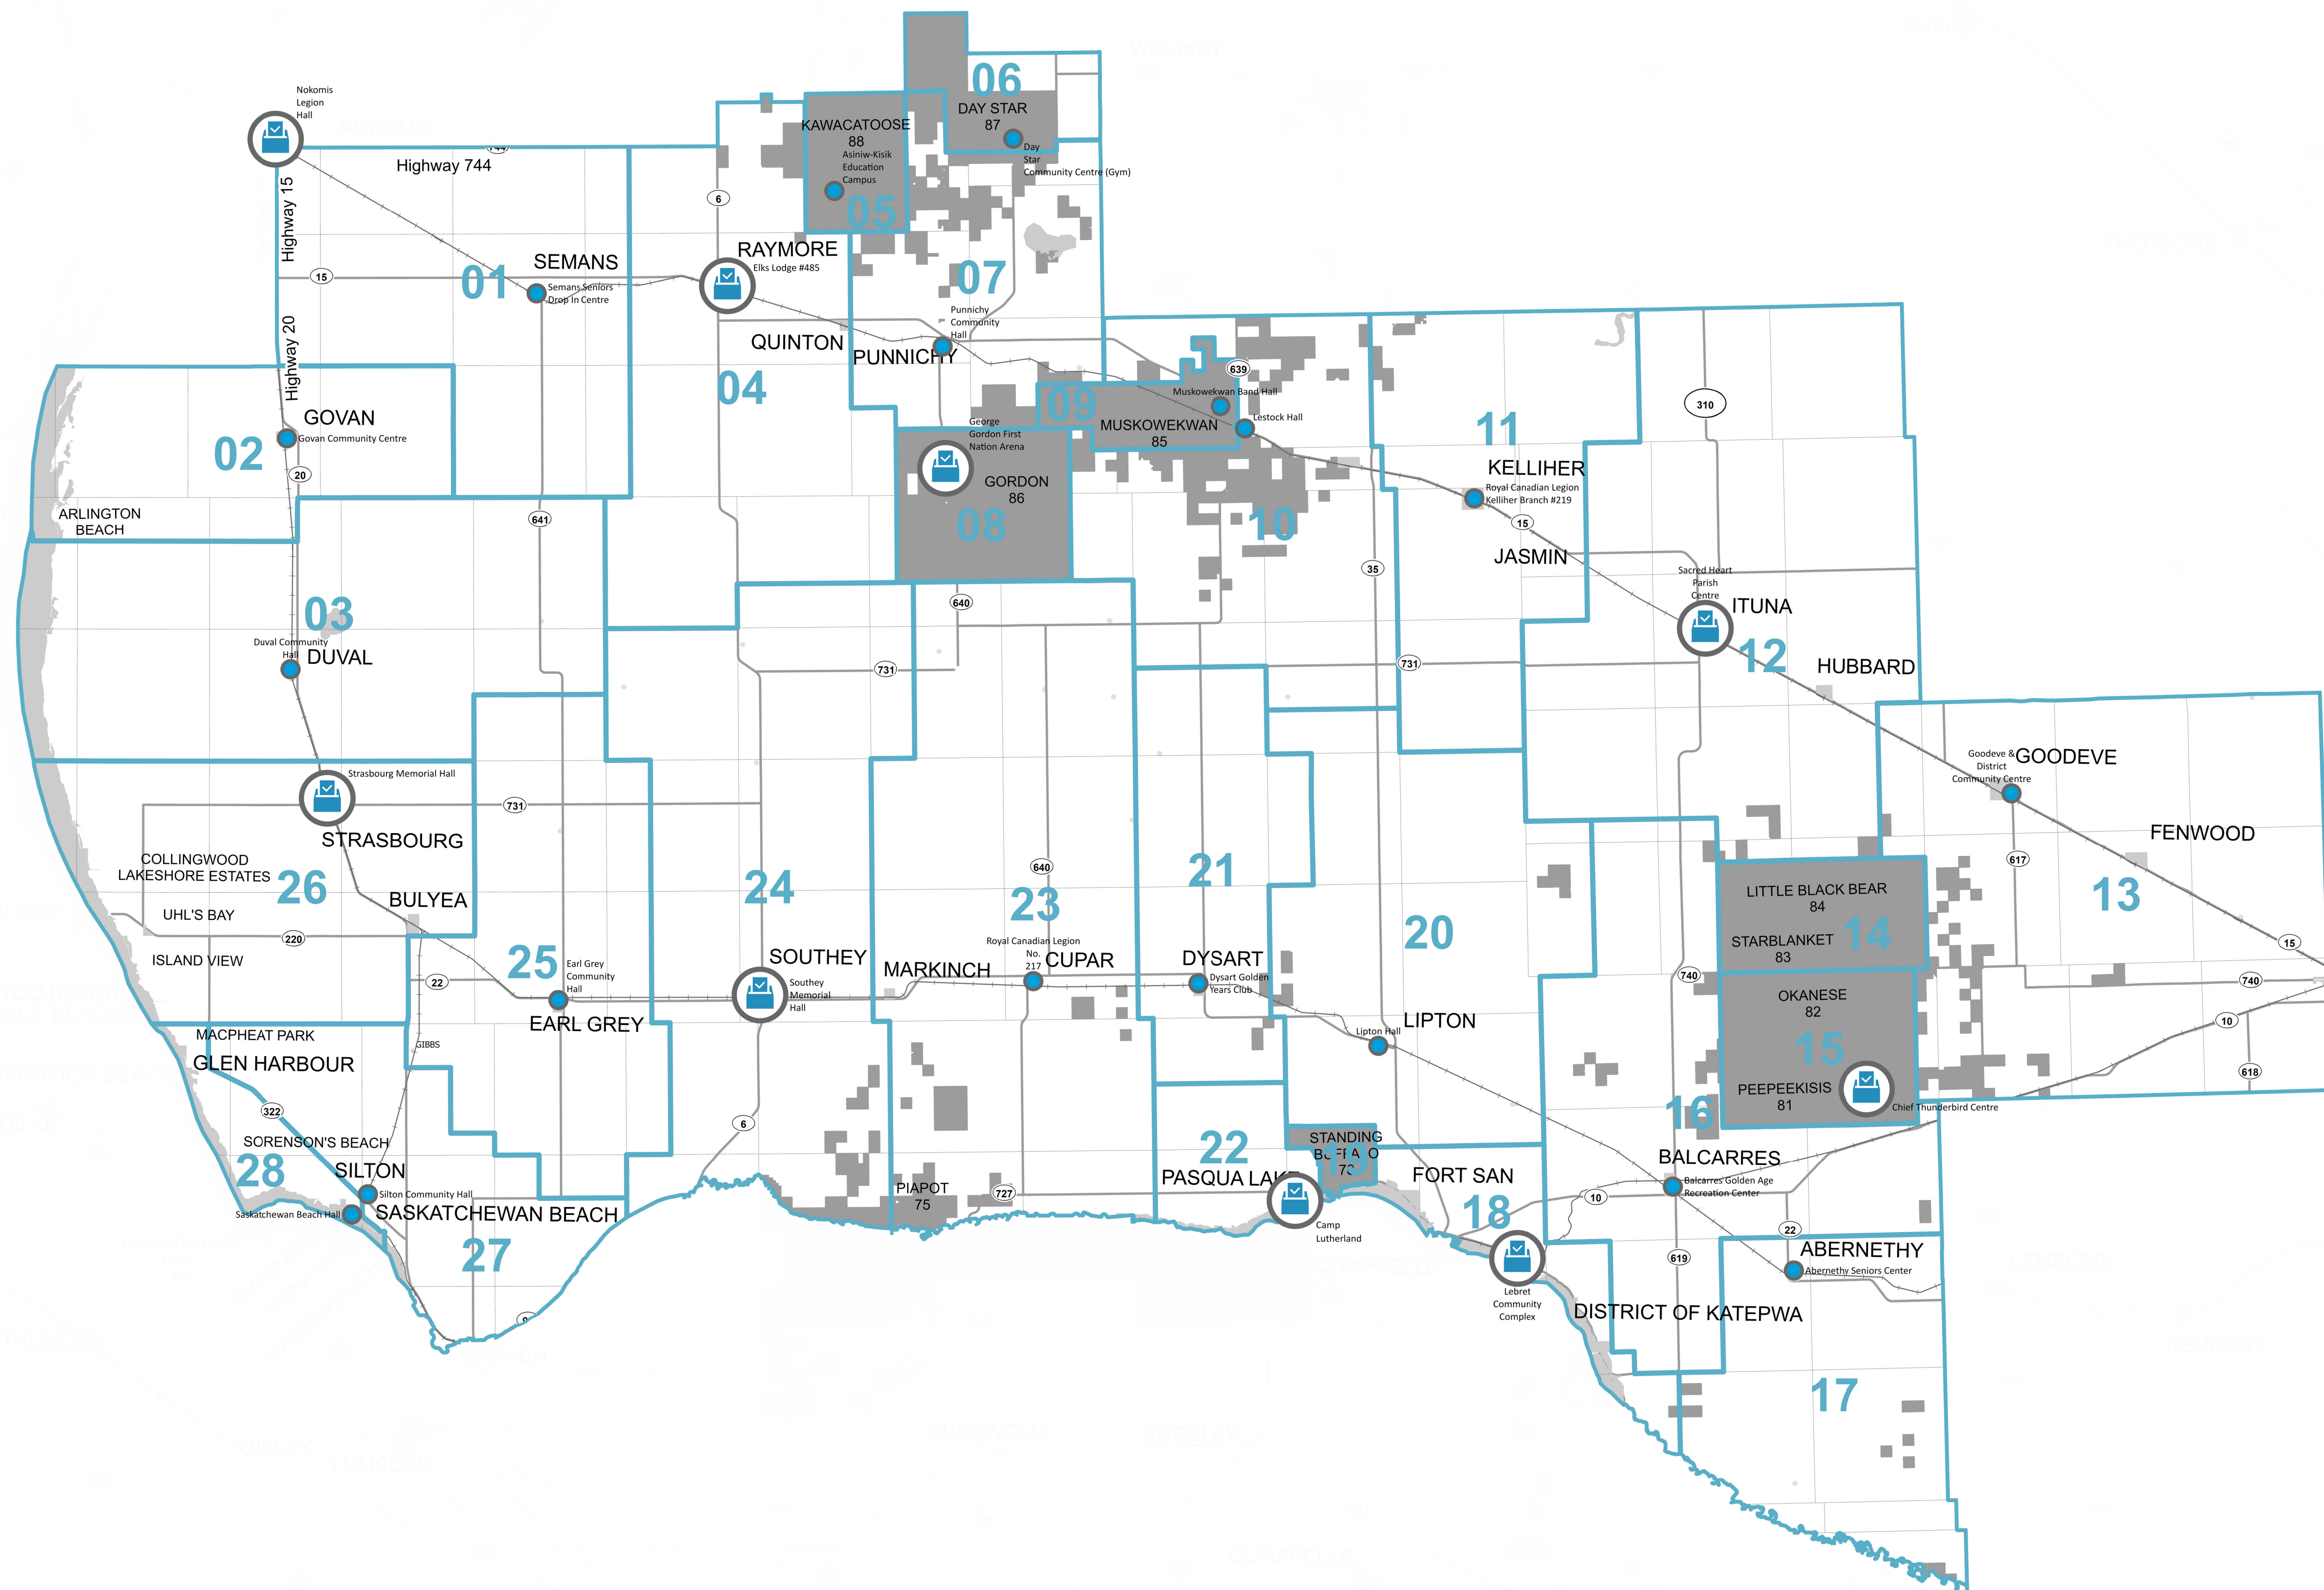 Nokomis
Legion
Hall
Highway 744
744
Highway 15
Highway 20
15
01
SEMANS
Semans Seniors
Drop In Centre
6
RAYMORE
Elks Lodge #485
KAWACATOOSE
88
Asiniw-Kisik
Education
Campus
05
06
DAY STAR
87
Day
Star
Community Centre (Gym)
07
Punnichy
Community
Hall
QUINTON
PUNNICHY
04
GOVAN
Govan Community Centre
02
20
ARLINGTON
BEACH
641
George
Gordon First
Nation Arena
GORDON
86
08
09
639
Muskowekwan Band Hall
MUSKOWEKWAN
85
Lestock Hall
10
11
310
KELLIHER
Royal Canadian Legion
Kelliher Branch #219
15
JASMIN
35
Sacred Heart
Parish
Centre
ITUNA
12
HUBBARD
03
Duval Community
Hall
DUVAL
640
731
731
Strasbourg Memorial Hall
731
STRASBOURG
COLLINGWOOD
LAKESHORE ESTATES
26
BULYEA
UHL'S BAY
220
ISLAND VIEW
22
25
Earl Grey
Community
Hall
EARL GREY
24
SOUTHEY
Southey
Memorial
Hall
MARKINCH
640
23
Royal Canadian Legion
No.
217
CUPAR
21
DYSART
Dysart Golden
Years Club
20
LIPTON
Lipton Hall
Goodeve &
District
Community Centre
GOODEVE
FENWOOD
617
13
15
740
10
618
LITTLE BLACK BEAR
84
STARBLANKET
83
14
740
OKANESE
82
15
PEEPEEKISIS
81
Chief Thunderbird Centre
16
MACPHEAT PARK
GLEN HARBOUR
GIBBS
322
SORENSON'S BEACH
28
SILTON
Silton Community Hall
Saskatchewan Beach Hall
SASKATCHEWAN BEACH
27
6
PIAPOT
75
727
22
PASQUA LAKE
STANDING
BUFFALO
19
Camp
Lutherland
FORT SAN
18
10
Lebret
Community
Complex
BALCARRES
Balcarres Golden Age
Recreation Center
22
619
ABERNETHY
Abernethy Seniors Center
DISTRICT OF KATEPWA
17